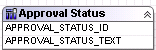 Approval Status
APPROVAL_STATUS_ID
APPROVAL_STATUS_TEXT